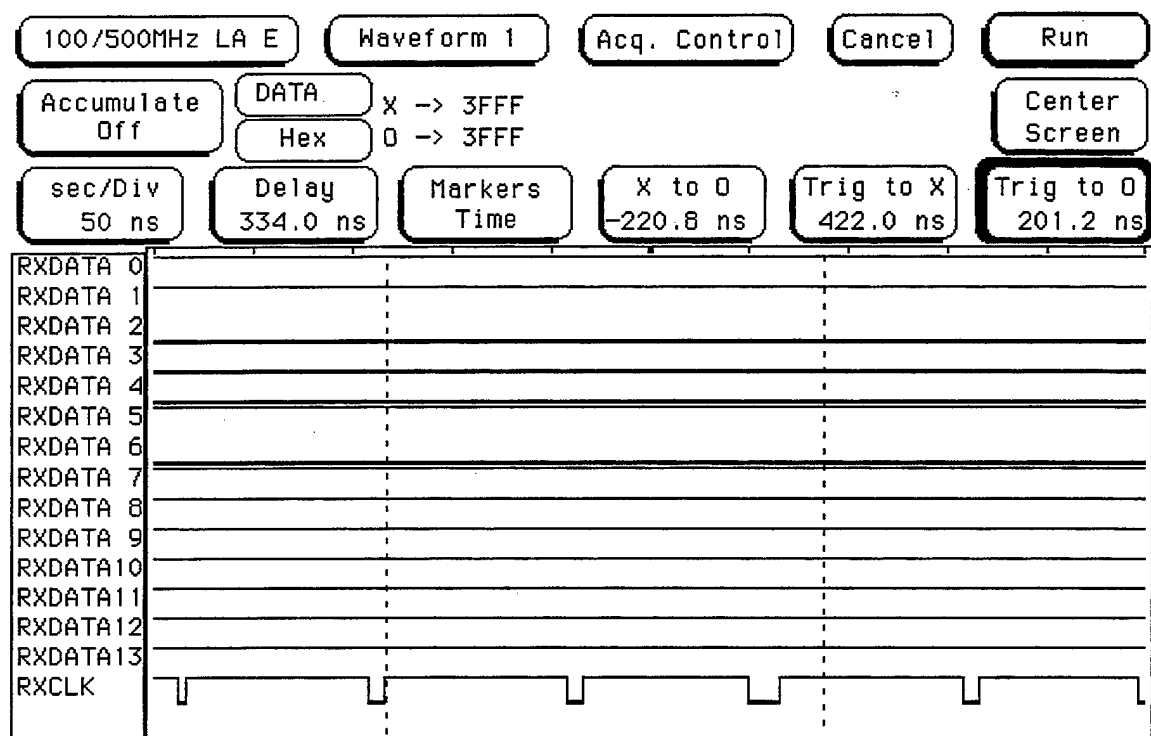 100/500MHz LA E Waveform 1 Acq. Control Cancel Run
Accumulate Off DATA X -> 3FFF Center Screen
Hex O -> 3FFF
sec/Div 50 ns Delay 334.0 ns Markers Time X to O -220.8 ns Trig to X 422.0 ns Trig to O 201.2 ns
RXDATA 0
RXDATA 1
RXDATA 2
RXDATA 3
RXDATA 4
RXDATA 5
RXDATA 6
RXDATA 7
RXDATA 8
RXDATA 9
RXDATA10
RXDATA11
RXDATA12
RXDATA13
RXCLK